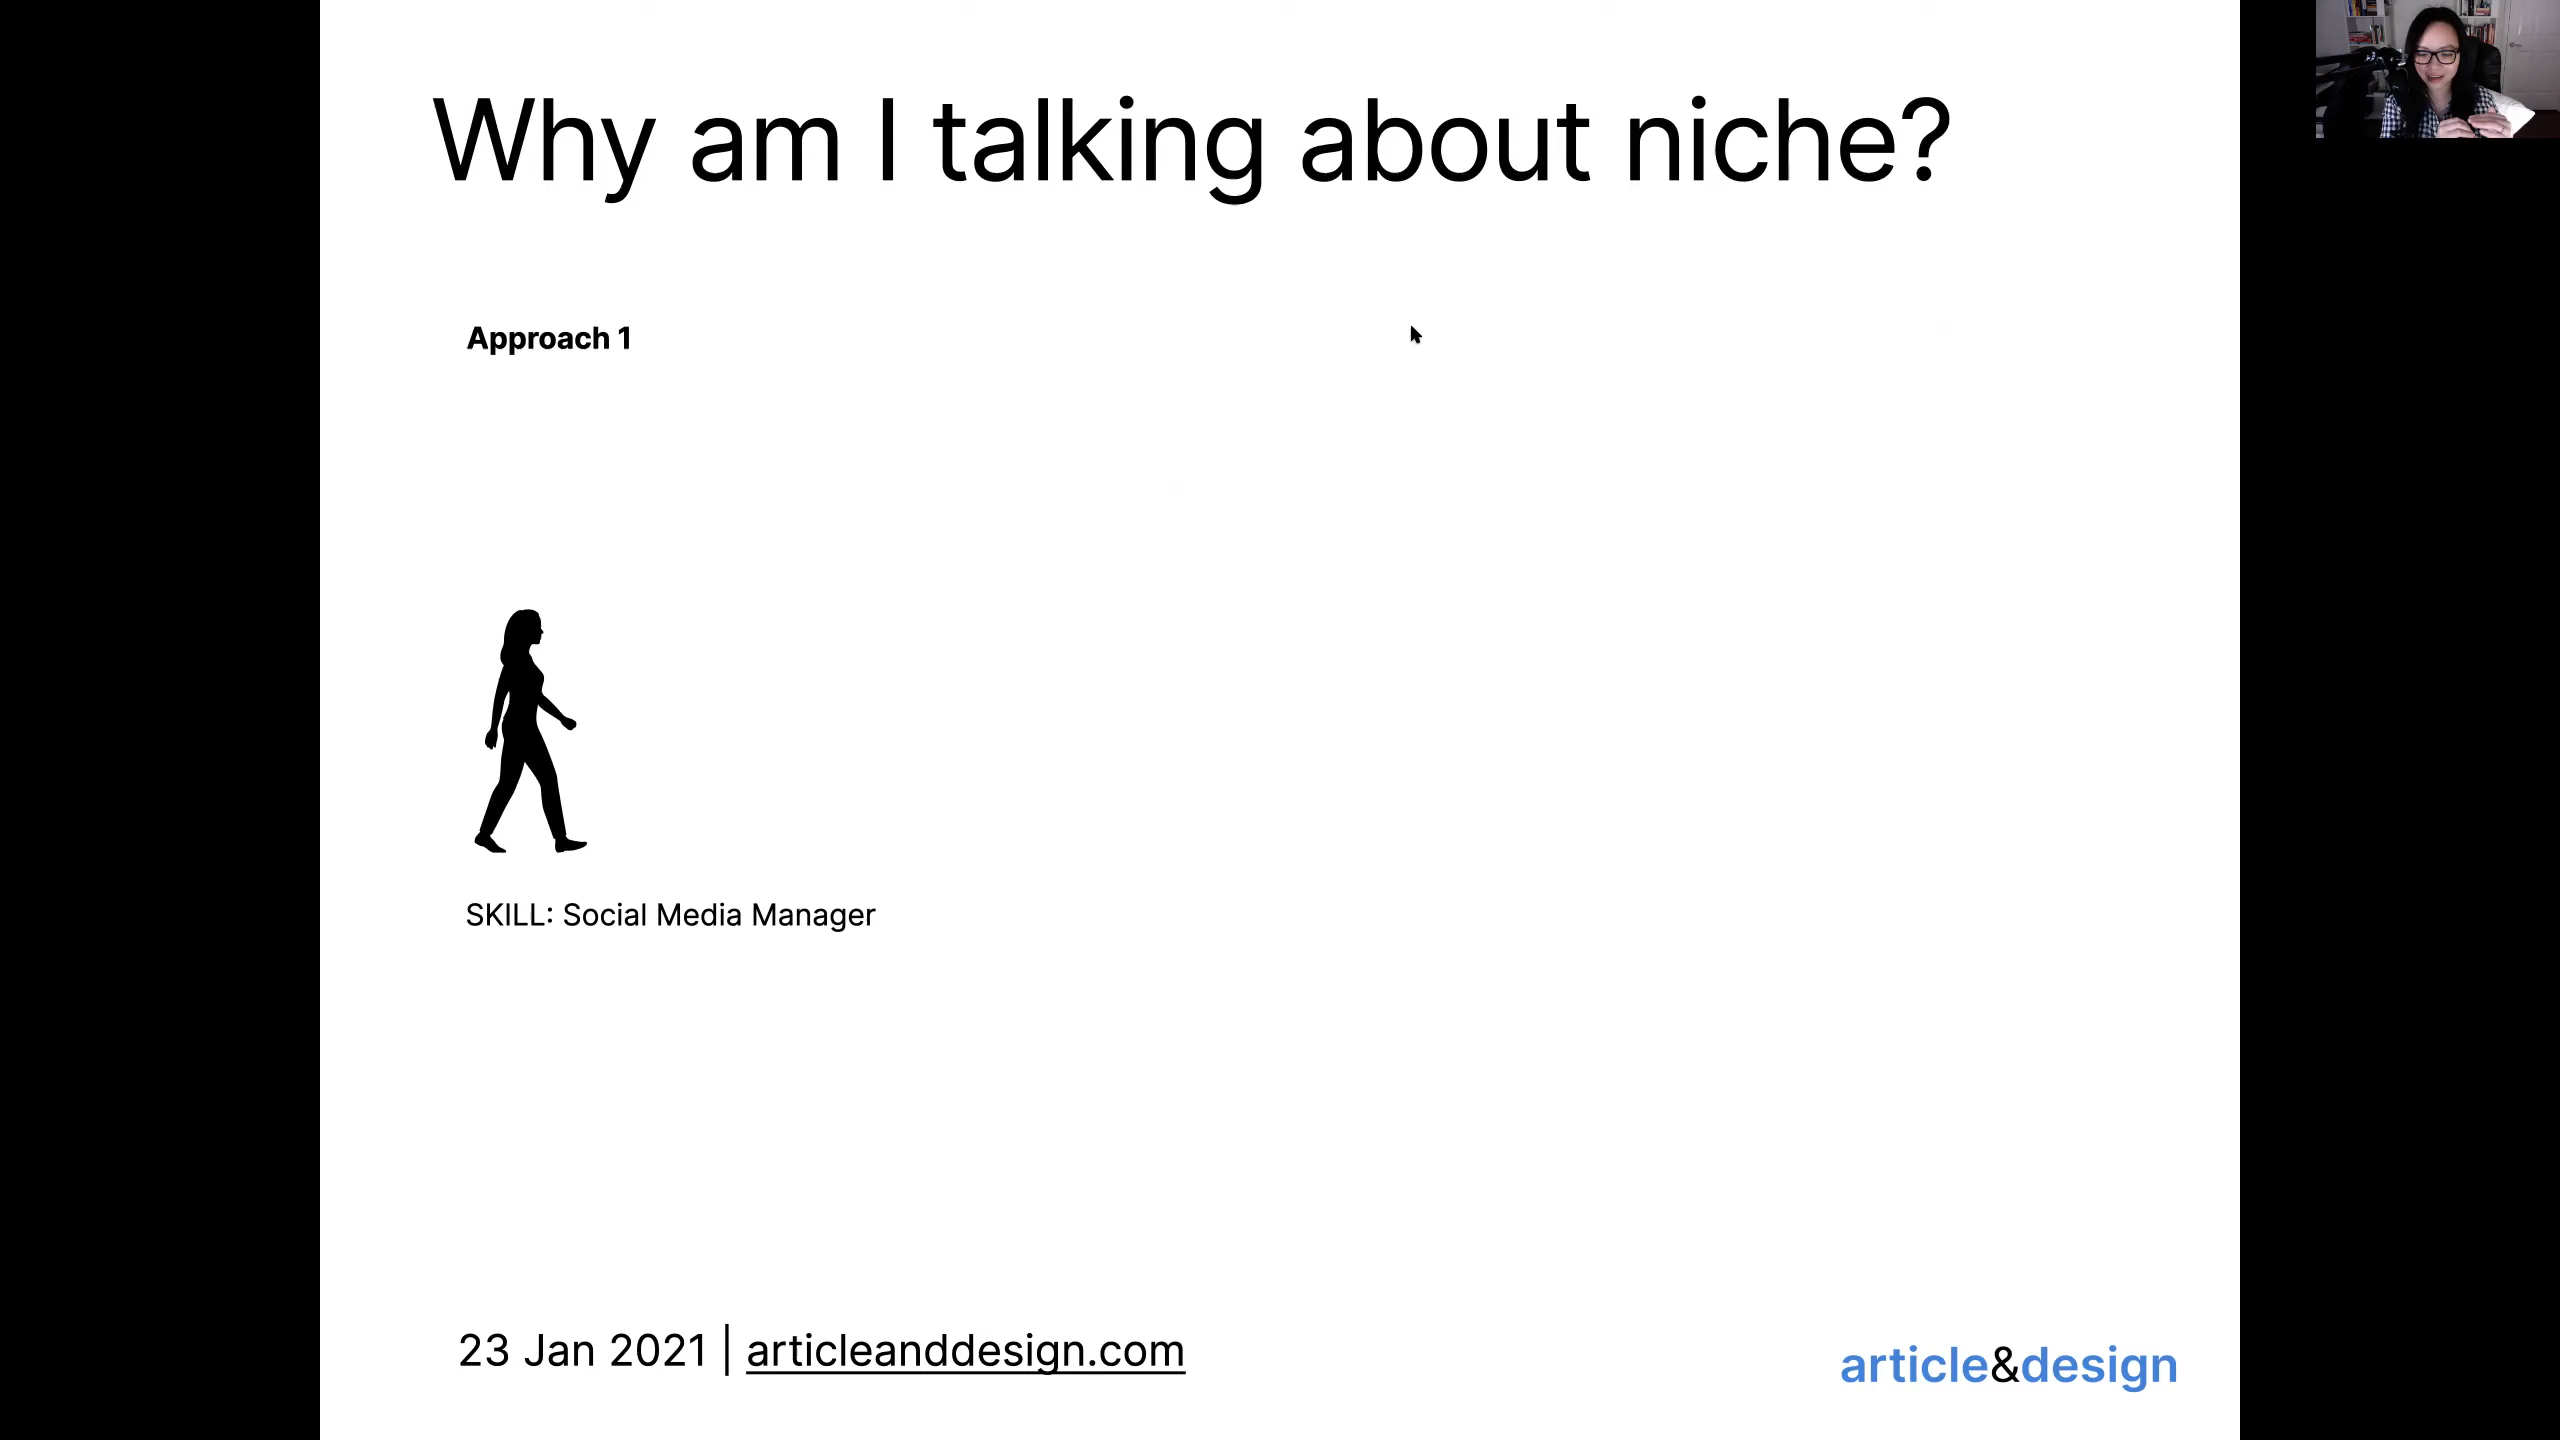 Why am I talking about niche?
Approach 1
SKILL: Social Media Manager
23 Jan 2021 | articleanddesign.com
article&design